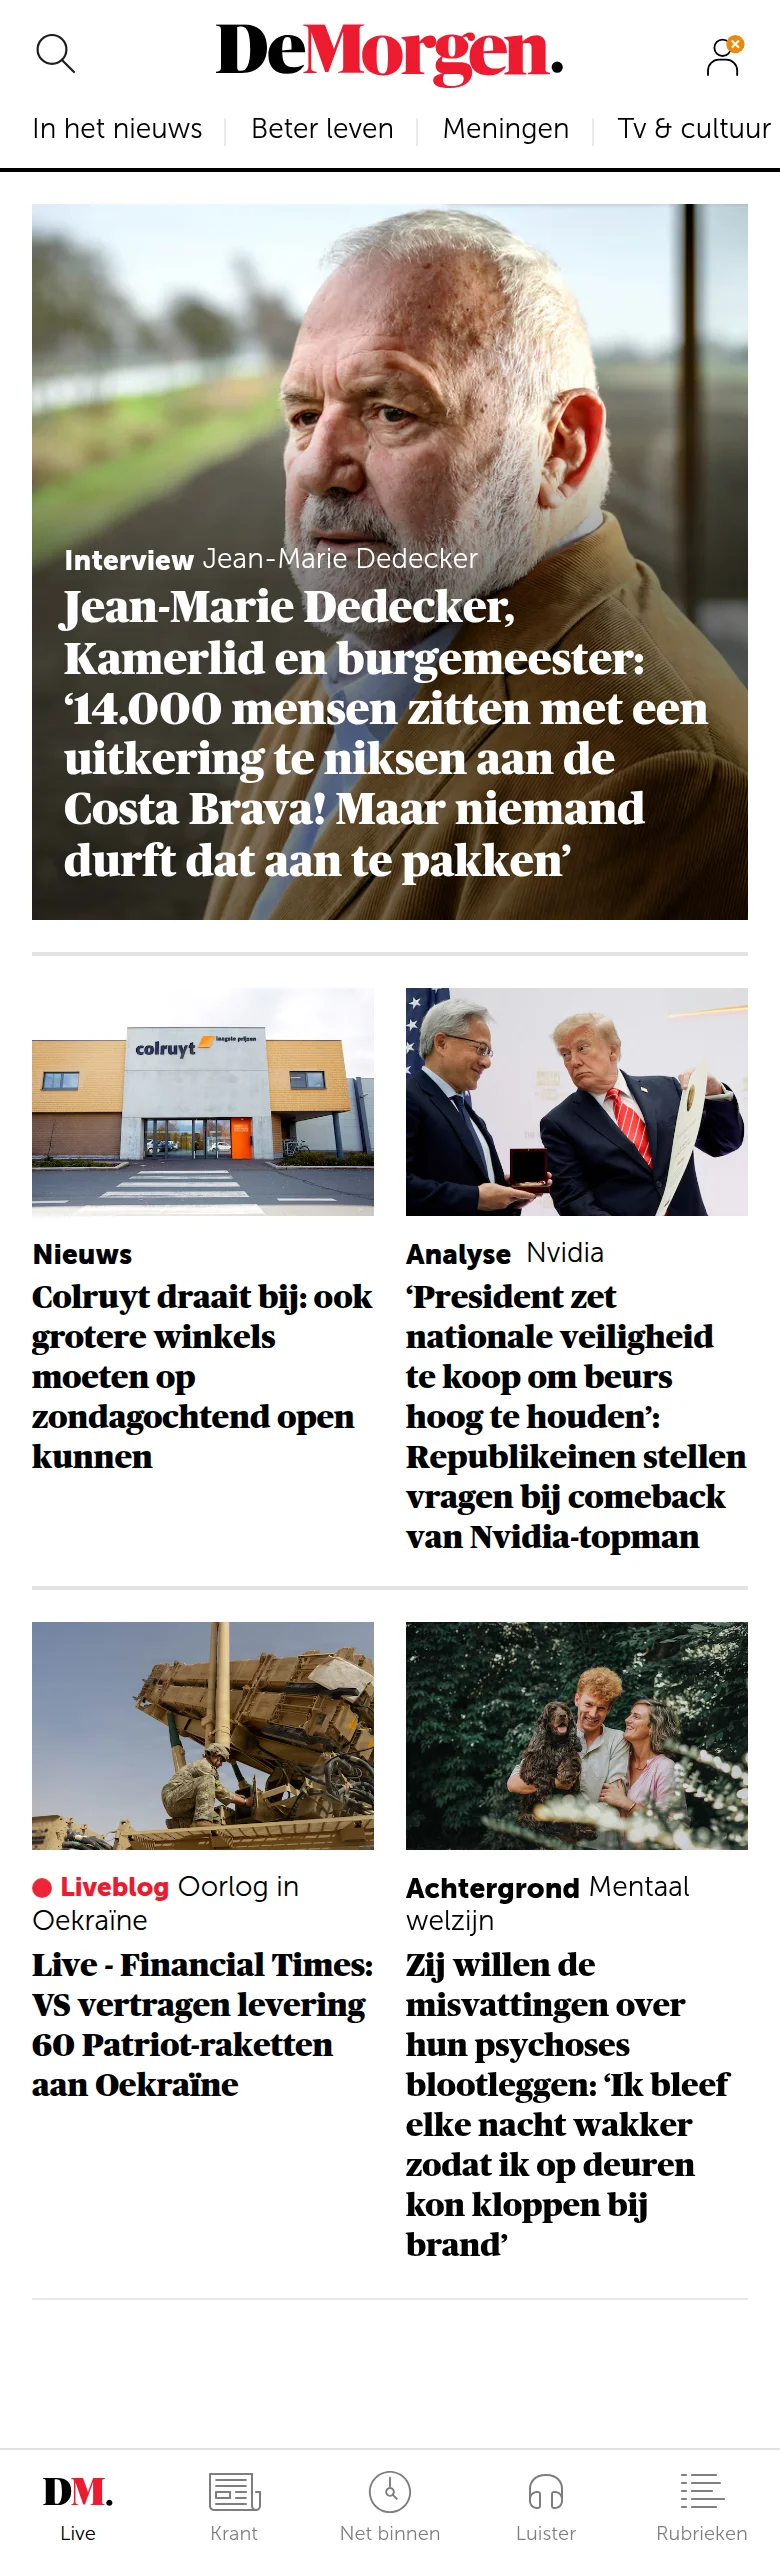 DeMorgen.
In het nieuws
Beter leven
Meningen
Tv & cultuur
Interview Jean-Marie Dedecker
Jean-Marie Dedecker,
Kamerlid en burgemeester:
‘14.000 mensen zitten met een
uitkering te niksen aan de
Costa Brava! Maar niemand
durft dat aan te pakken’
colruyt laagste prijzen
Nieuws
Colruyt draait bij: ook
grotere winkels
moeten op
zondagochtend open
kunnen
Analyse Nvidia
‘President zet
nationale veiligheid
te koop om beurs
hoog te houden’:
Republikeinen stellen
vragen bij comeback
van Nvidia-topman
Liveblog Oorlog in
Oekraïne
Live - Financial Times:
VS vertragen levering
60 Patriot-raketten
aan Oekraïne
Achtergrond Mentaal
welzijn
Zij willen de
misvattingen over
hun psychoses
blootleggen: ‘Ik bleef
elke nacht wakker
zodat ik op deuren
kon kloppen bij
brand’
DM.
Live
Krant
Net binnen
Luister
Rubrieken